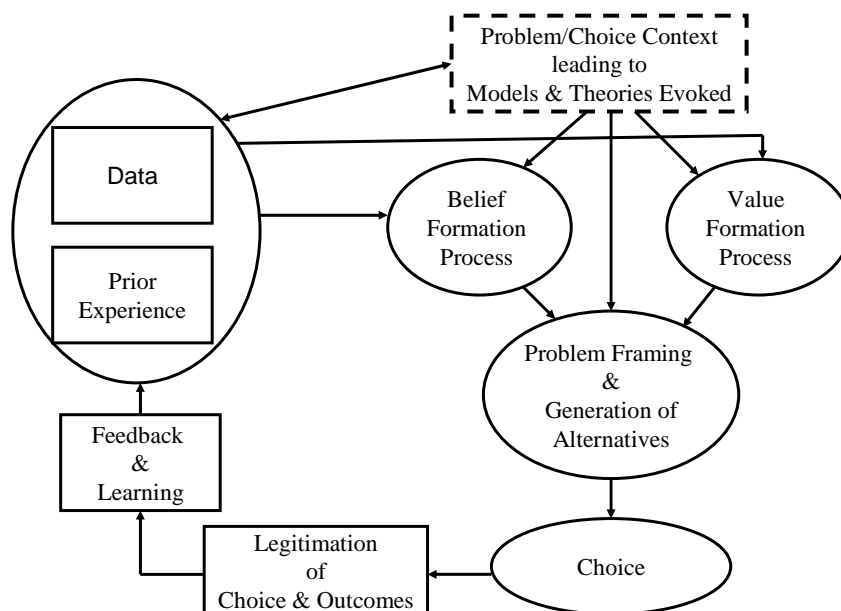 Problem/Choice Context
leading to
Models & Theories Evoked
Data
Prior
Experience
Belief
Formation
Process
Value
Formation
Process
Problem Framing
&
Generation of
Alternatives
Feedback
&
Learning
Legitimation
of
Choice & Outcomes
Choice